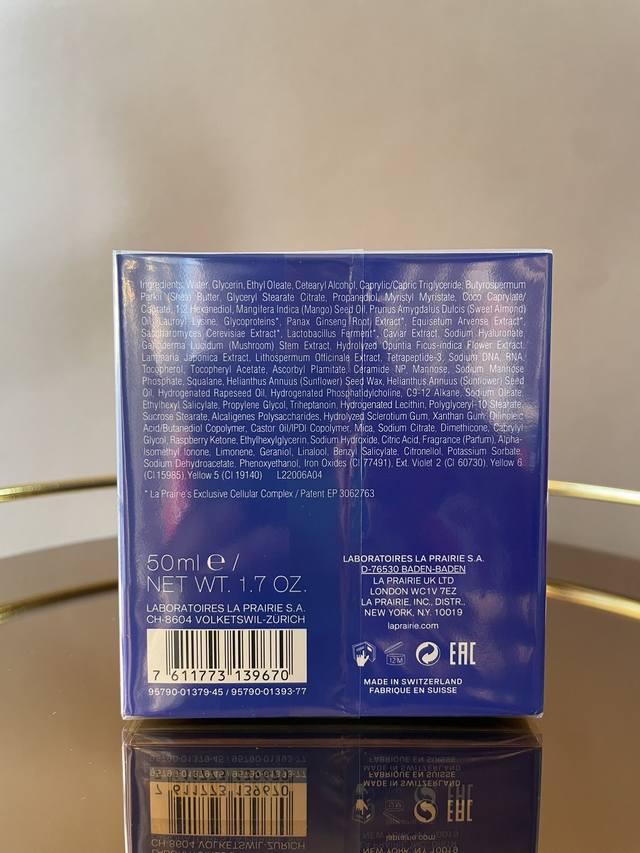 Ingredients: Water, Glycerin, Ethyl Oleate, Cetearyl Alcohol, Caprylic/Capric Triglyceride, Butyrospermum
Parkii (Shea) Butter, Glyceryl Stearate Citrate, Propanediol, Myristyl Myristate, Coco Caprylate/
Caprate, 1,2 Hexanediol, Mangifera Indica (Mango) Seed Oil, Prunus Amygdalus Dulcis (Sweet Almond)
Oil, Lauroyl Lysine, Glycoproteins*, Panax Ginseng (Root) Extract*, Equisetum Arvense Extract*,
Saccharomyces Cerevisiae Extract*, Lactobacillus Ferment*, Caviar Extract, Sodium Hyaluronate,
Ganoderma Lucidum (Mushroom) Stem Extract, Hydrolyzed Opuntia Ficus-indica Flower Extract,
Laminaria Japonica Extract, Lithospermum Officinale Extract, Tetrapeptide-3, Sodium DNA, RNA,
Tocopherol, Tocopheryl Acetate, Ascorbyl Plamitate, Ceramide NP, Mannose, Sodium Mannose
Phosphate, Squalane, Helianthus Annuus (Sunflower) Seed Wax, Helianthus Annuus (Sunflower) Seed
Oil, Hydrogenated Rapeseed Oil, Hydrogenated Phosphatidylcholine, C9-12 Alkane, Sodium Oleate,
Ethylhexyl Salicylate, Propylene Glycol, Triheptanoin, Hydrogenated Lecithin, Polyglyceryl-10 Stearate,
Sucrose Stearate, Alcaligenes Polysaccharides, Hydrolyzed Sclerotium Gum, Xanthan Gum, Dilinoleic
Acid/Butanediol Copolymer, Castor Oil/IPDI Copolymer, Mica, Sodium Citrate, Dimethicone, Caprylyl
Glycol, Raspberry Ketone, Ethylhexylglycerin, Sodium Hydroxide, Citric Acid, Fragrance (Parfum), Alpha-
Isomethyl Ionone, Limonene, Geraniol, Linalool, Benzyl Salicylate, Citronellol, Potassium Sorbate,
Sodium Dehydroacetate, Phenoxyethanol, Iron Oxides (CI 77491), Ext. Violet 2 (CI 60730), Yellow 6
(CI 15985), Yellow 5 (CI 19140) L22006A04
* La Prairie's Exclusive Cellular Complex / Patent EP 3062763
50 ml e /
NET WT. 1.7 OZ.
LABORATOIRES LA PRAIRIE S.A.
CH-8604 VOLKETSWIL-ZÜRICH
7 611773 139670
95790-01379-45 / 95790-01393-77
LABORATOIRES LA PRAIRIE S.A.
D-76530 BADEN-BADEN
LA PRAIRIE UK LTD
LONDON WC1V 7EZ
LA PRAIRIE, INC., DISTR.,
NEW YORK, N.Y. 10019
laprairie.com
12 M
EAC
MADE IN SWITZERLAND
FABRIQUE EN SUISSE